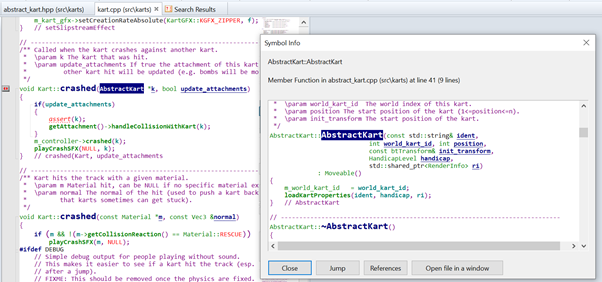 abstract_kart.hpp (src\karts)
kart.cpp (src\karts)
Search Results
m_kart_gfx->setCreationRateAbsolute(KartGFX::KGFX_ZIPPER, f);
} // setSlipstreamEffect
// -----------------------------------------------
/** Called when the kart crashes against another kart.
* \param k The kart that was hit.
* \param update_attachments If true the attachment of this kart
other kart will be updated (e.g. bombs will be mo
*/
void Kart::crashed(AbstractKart *k, bool update_attachments)
{
if(update_attachments)
{
assert(k);
getAttachment()->handleCollisionWithKart(k);
}
m_controller->crashed(k);
playCrashSFX(NULL, k);
} // crashed(Kart, update_attachments
// -----------------------------------------------
/** Kart hits the track with a given material.
* \param m Material hit, can be NULL if no specific material ex
* \param normal The normal of the hit (used to push a kart back
that karts sometimes can get stuck).
*/
void Kart::crashed(const Material *m, const Vec3 &normal)
{
if (m && !(m->getCollisionReaction() == Material::RESCUE))
playCrashSFX(m, NULL);
#ifdef DEBUG
// Simple debug output for people playing without sound.
// This makes it easier to see if a kart hit the track (esp.
// after a jump).
// FIXME: This should be removed once the physics are fixed.
Symbol Info
AbstractKart::AbstractKart
Member Function in abstract_kart.cpp (src\karts) at line 41 (9 lines)
* \param world_kart_id The world index of this kart.
* \param position The start position of the kart (1<=position<=n).
* \param init_transform The start position of the kart.
*/
AbstractKart::AbstractKart(const std::string& ident,
int world_kart_id, int position,
const btTransform& init_transform,
HandicapLevel handicap,
std::shared_ptr<RenderInfo> ri)
: Moveable()
{
m_world_kart_id = world_kart_id;
loadKartProperties(ident, handicap, ri);
} // AbstractKart
// -----------------------------------------------
AbstractKart::~AbstractKart()
{
Close
Jump
References
Open file in a window